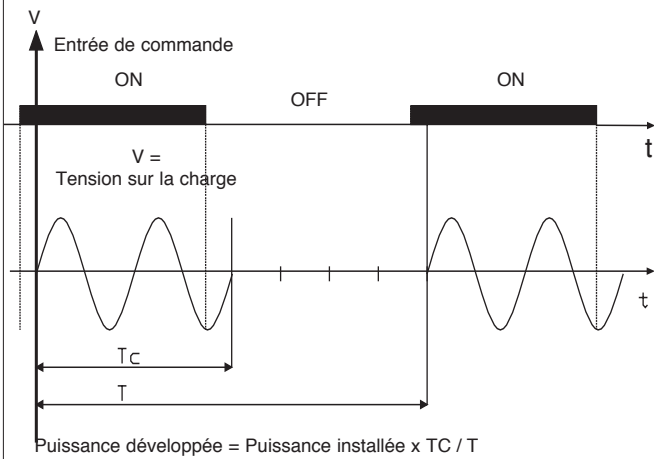 V
Entrée de commande
ON
OFF
ON
t
V =
Tension sur la charge
t
Tc
T
Puissance développée = Puissance installée x TC / T